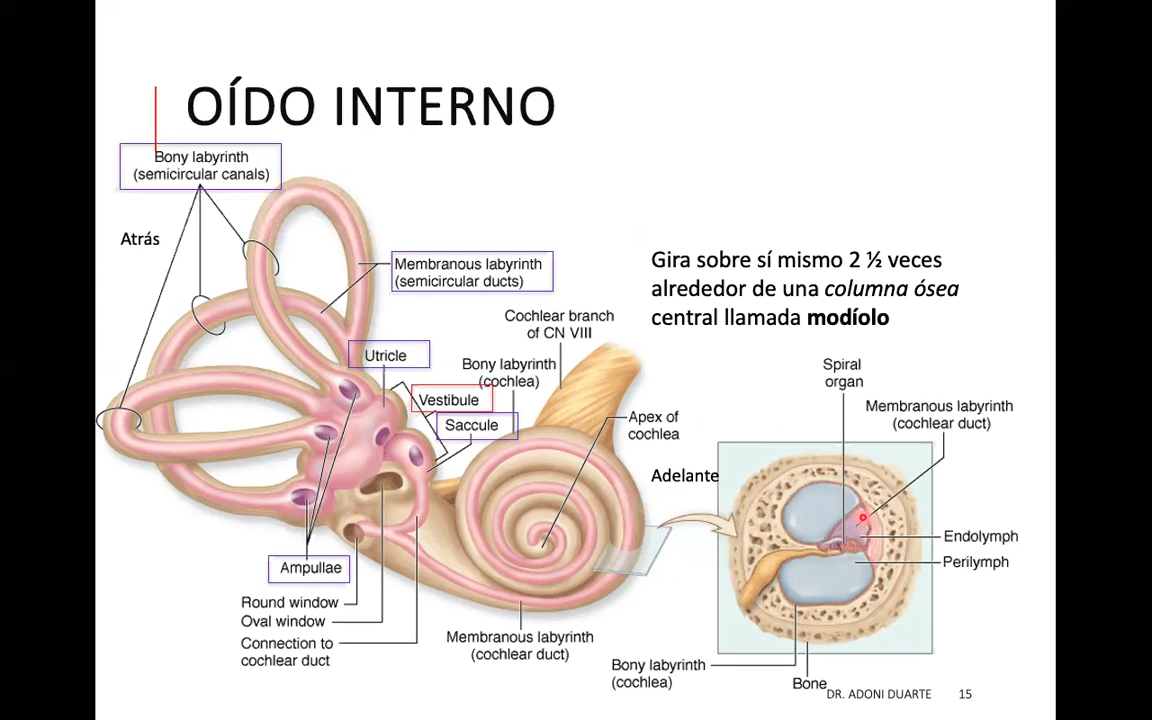 OÍDO INTERNO
Bony labyrinth
(semicircular canals)
Atrás
Membranous labyrinth
(semicircular ducts)
Gira sobre sí mismo 2 ½ veces
alrededor de una columna ósea
central llamada modíolo
Cochlear branch
of CN VIII
Utricle
Bony labyrinth
(cochlea)
Vestibule
Saccule
Apex of
cochlea
Spiral
organ
Membranous labyrinth
(cochlear duct)
Adelante
Endolymph
Perilymph
Ampullae
Round window
Oval window
Connection to
cochlear duct
Membranous labyrinth
(cochlear duct)
Bony labyrinth
(cochlea)
Bone
DR. ADONI DUARTE
15